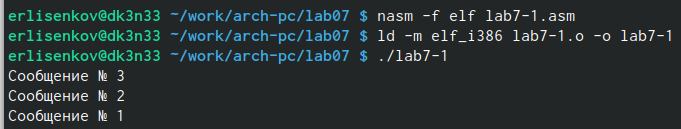 erlisenkov@dk3n33 ~/work/arch-pc/lab07 $ nasm -f elf lab7-1.asm
erlisenkov@dk3n33 ~/work/arch-pc/lab07 $ ld -m elf_i386 lab7-1.o -o lab7-1
erlisenkov@dk3n33 ~/work/arch-pc/lab07 $ ./lab7-1
Сообщение № 3
Сообщение № 2
Сообщение № 1